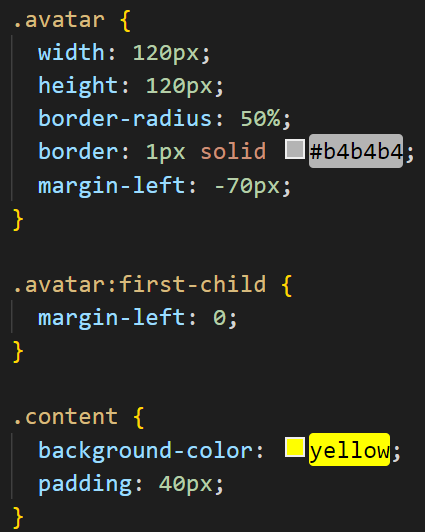 .avatar {
width: 120px;
height: 120px;
border-radius: 50%;
border: 1px solid #b4b4b4;
margin-left: -70px;
}
.avatar:first-child {
margin-left: 0;
}
.content {
background-color: yellow;
padding: 40px;
}